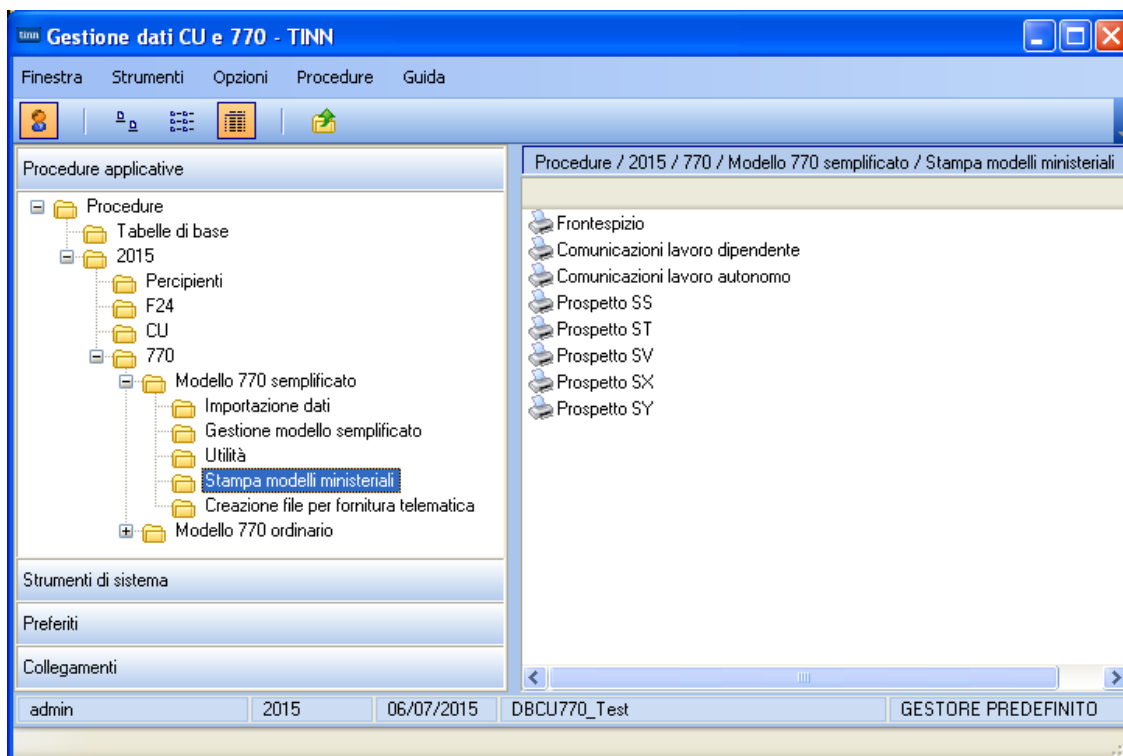 tinn Gestione dati CU e 770 - TINN
Finestra Strumenti Opzioni Procedure Guida
Procedure applicative
Procedure
Tabelle di base
2015
Percipienti
F24
CU
770
Modello 770 semplificato
Importazione dati
Gestione modello semplificato
Utilità
Stampa modelli ministeriali
Creazione file per fornitura telematica
Modello 770 ordinario
Strumenti di sistema
Preferiti
Collegamenti
Procedure / 2015 / 770 / Modello 770 semplificato / Stampa modelli ministeriali
Frontespizio
Comunicazioni lavoro dipendente
Comunicazioni lavoro autonomo
Prospetto SS
Prospetto ST
Prospetto SV
Prospetto SX
Prospetto SY
admin 2015 06/07/2015 DBCU770_Test GESTORE PREDEFINITO